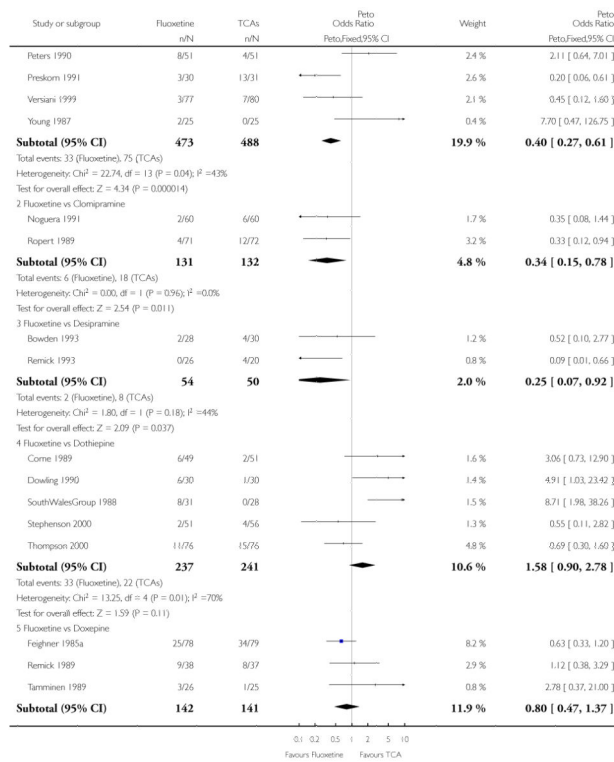 Study or subgroup Fluoxetine TCAs Peto Odds Ratio Weight Peto Odds Ratio
n/N n/N Peto,Fixed,95% CI Peto,Fixed,95% CI
Peters 1990 8/51 4/51 2.4 % 2.11 [ 0.64, 7.01 ]
Preskorn 1991 3/30 13/31 2.6 % 0.20 [ 0.06, 0.61 ]
Versiani 1999 3/77 7/80 2.1 % 0.45 [ 0.12, 1.60 ]
Young 1987 2/25 0/25 0.4 % 7.70 [ 0.47, 126.75 ]
Subtotal (95% CI) 473 488 19.9 % 0.40 [ 0.27, 0.61 ]
Total events: 33 (Fluoxetine), 75 (TCAs)
Heterogeneity: Chi² = 22.74, df = 13 (P = 0.04); I² =43%
Test for overall effect: Z = 4.34 (P = 0.000014)
2 Fluoxetine vs Clomipramine
Noguera 1991 2/60 6/60 1.7 % 0.35 [ 0.08, 1.44 ]
Ropert 1989 4/71 12/72 3.2 % 0.33 [ 0.12, 0.94 ]
Subtotal (95% CI) 131 132 4.8 % 0.34 [ 0.15, 0.78 ]
Total events: 6 (Fluoxetine), 18 (TCAs)
Heterogeneity: Chi² = 0.00, df = 1 (P = 0.96); I² =0.0%
Test for overall effect: Z = 2.54 (P = 0.011)
3 Fluoxetine vs Desipramine
Bowden 1993 2/28 4/30 1.2 % 0.52 [ 0.10, 2.77 ]
Remick 1993 0/26 4/20 0.8 % 0.09 [ 0.01, 0.66 ]
Subtotal (95% CI) 54 50 2.0 % 0.25 [ 0.07, 0.92 ]
Total events: 2 (Fluoxetine), 8 (TCAs)
Heterogeneity: Chi² = 1.80, df = 1 (P = 0.18); I² =44%
Test for overall effect: Z = 2.09 (P = 0.037)
4 Fluoxetine vs Dothiepine
Corne 1989 6/49 2/51 1.6 % 3.06 [ 0.73, 12.90 ]
Dowling 1990 6/30 1/30 1.4 % 4.91 [ 1.03, 23.42 ]
SouthWalesGroup 1988 8/31 0/28 1.5 % 8.71 [ 1.98, 38.26 ]
Stephenson 2000 2/51 4/56 1.3 % 0.55 [ 0.11, 2.82 ]
Thompson 2000 11/76 15/76 4.8 % 0.69 [ 0.30, 1.60 ]
Subtotal (95% CI) 237 241 10.6 % 1.58 [ 0.90, 2.78 ]
Total events: 33 (Fluoxetine), 22 (TCAs)
Heterogeneity: Chi² = 13.25, df = 4 (P = 0.01); I² =70%
Test for overall effect: Z = 1.59 (P = 0.11)
5 Fluoxetine vs Doxepine
Feighner 1985a 25/78 34/79 8.2 % 0.63 [ 0.33, 1.20 ]
Remick 1989 9/38 8/37 2.9 % 1.12 [ 0.38, 3.29 ]
Tamminen 1989 3/26 1/25 0.8 % 2.78 [ 0.37, 21.00 ]
Subtotal (95% CI) 142 141 11.9 % 0.80 [ 0.47, 1.37 ]
0.1 0.2 0.5 1 2 5 10
Favours Fluoxetine Favours TCA